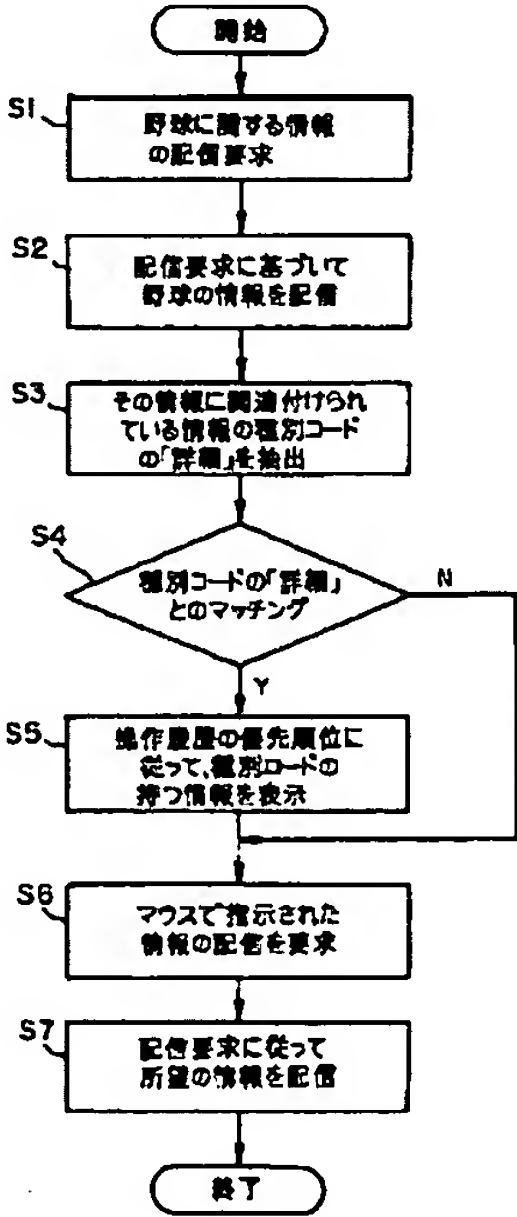 開始
S1
野球に関する情報
の配信要求
S2
配信要求に基づいて
野球の情報を配信
S3
その情報に関連付けられ
ている情報の種別コード
の「詳細」を抽出
S4
種別コードの「詳細」
とのマッチング
N
Y
S5
操作履歴の優先順位に
従って、種別コードの
持つ情報を表示
S6
マウスで指示された
情報の配信を要求
S7
配信要求に従って
所望の情報を配信
終了